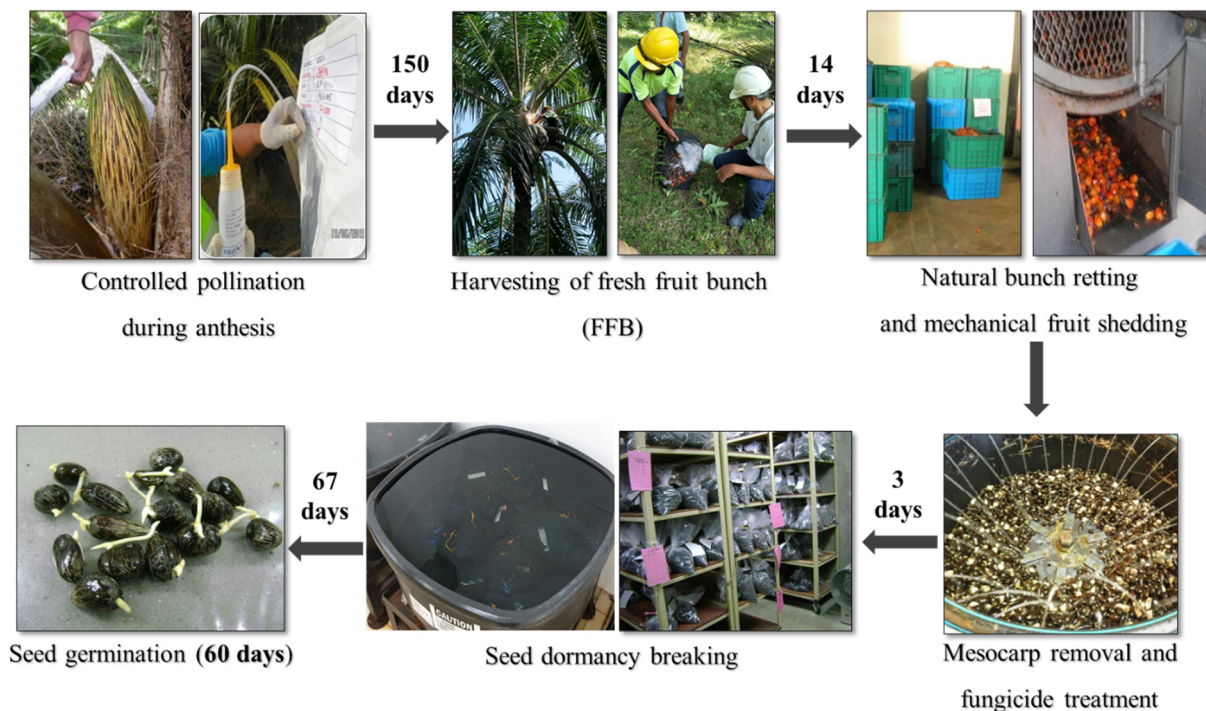 150
days
14
days
Controlled pollination
during anthesis
Harvesting of fresh fruit bunch
(FFB)
Natural bunch retting
and mechanical fruit shedding
67
days
3
days
CAUTION
Seed germination (60 days)
Seed dormancy breaking
Mesocarp removal and
fungicide treatment